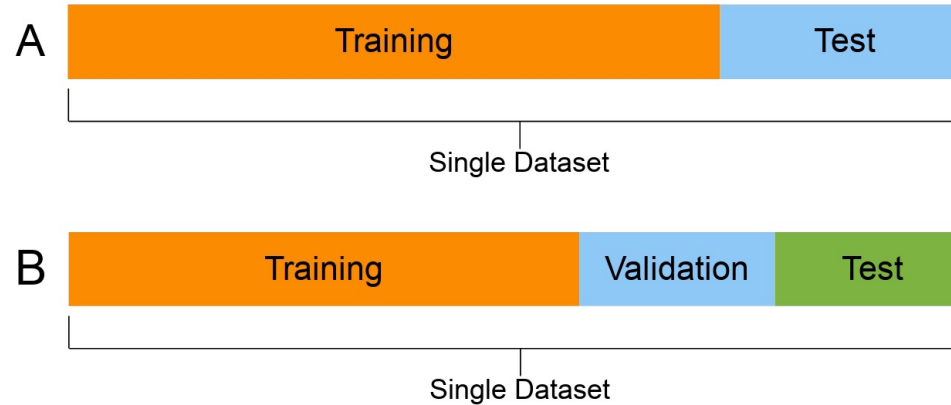 A Training Test
Single Dataset
B Training Validation Test
Single Dataset